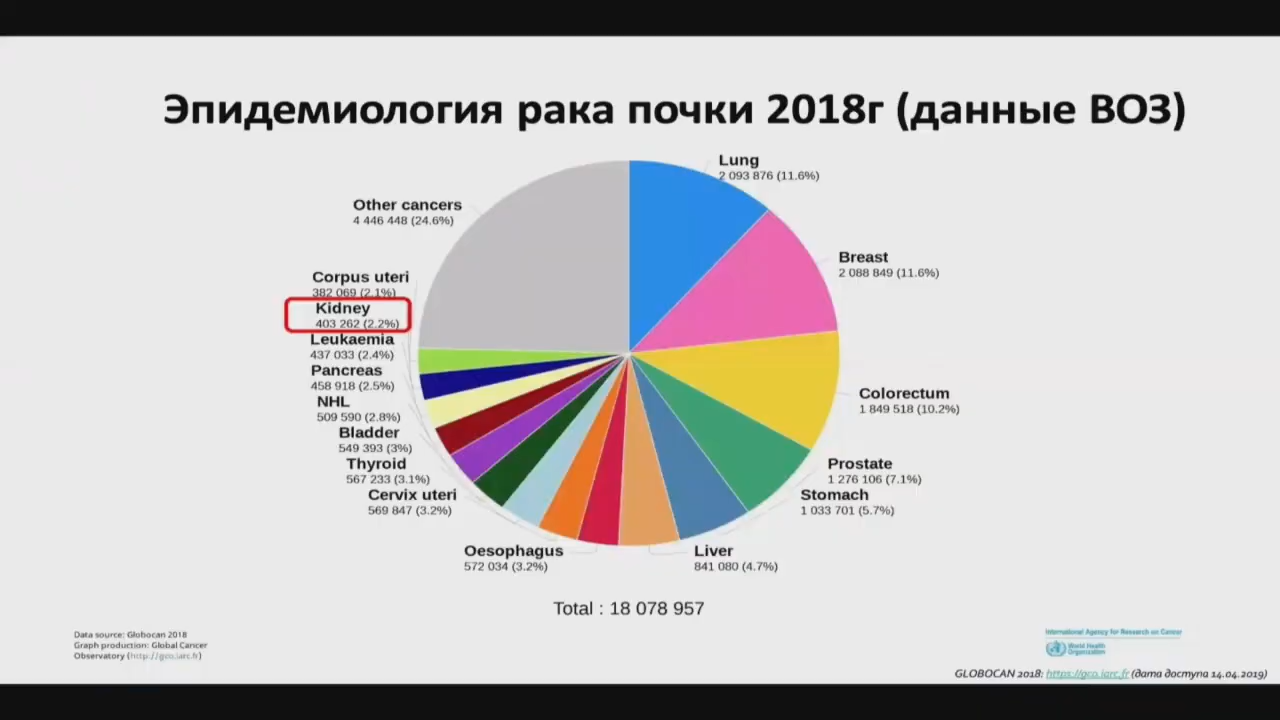 Эпидемиология рака почки 2018г (данные ВОЗ)
Lung
2 093 876 (11.6%)
Breast
2 088 849 (11.6%)
Colorectum
1 849 518 (10.2%)
Prostate
1 276 106 (7.1%)
Stomach
1 033 701 (5.7%)
Liver
841 080 (4.7%)
Oesophagus
572 034 (3.2%)
Cervix uteri
569 847 (3.2%)
Thyroid
567 233 (3.1%)
Bladder
549 393 (3%)
NHL
509 590 (2.8%)
Pancreas
458 918 (2.5%)
Leukaemia
437 033 (2.4%)
Kidney
403 262 (2.2%)
Corpus uteri
382 069 (2.1%)
Other cancers
4 446 448 (24.6%)
Total : 18 078 957
Data source: Globocan 2018
Graph production: Global Cancer
Observatory (http://gco.iarc.fr)
International Agency for Research on Cancer
World Health
Organization
GLOBOCAN 2018: https://gco.iarc.fr (дата доступа 14.04.2019)